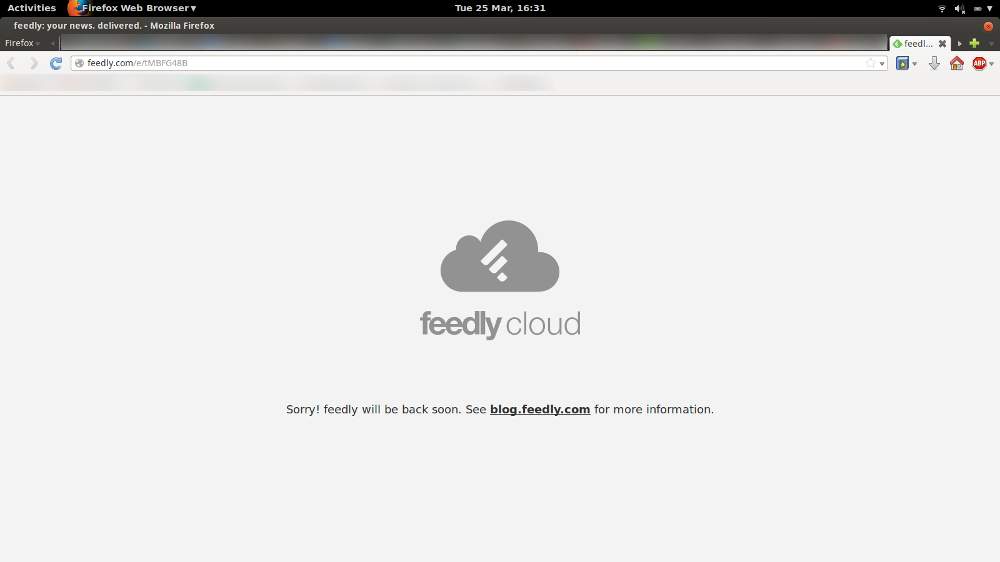 Activities Firefox Web Browser Tue 25 Mar, 16:31
feedly: your news. delivered. - Mozilla Firefox
Firefox feedl...
feedly.com/e/tMBFG48B ABP
feedly cloud
Sorry! feedly will be back soon. See blog.feedly.com for more information.